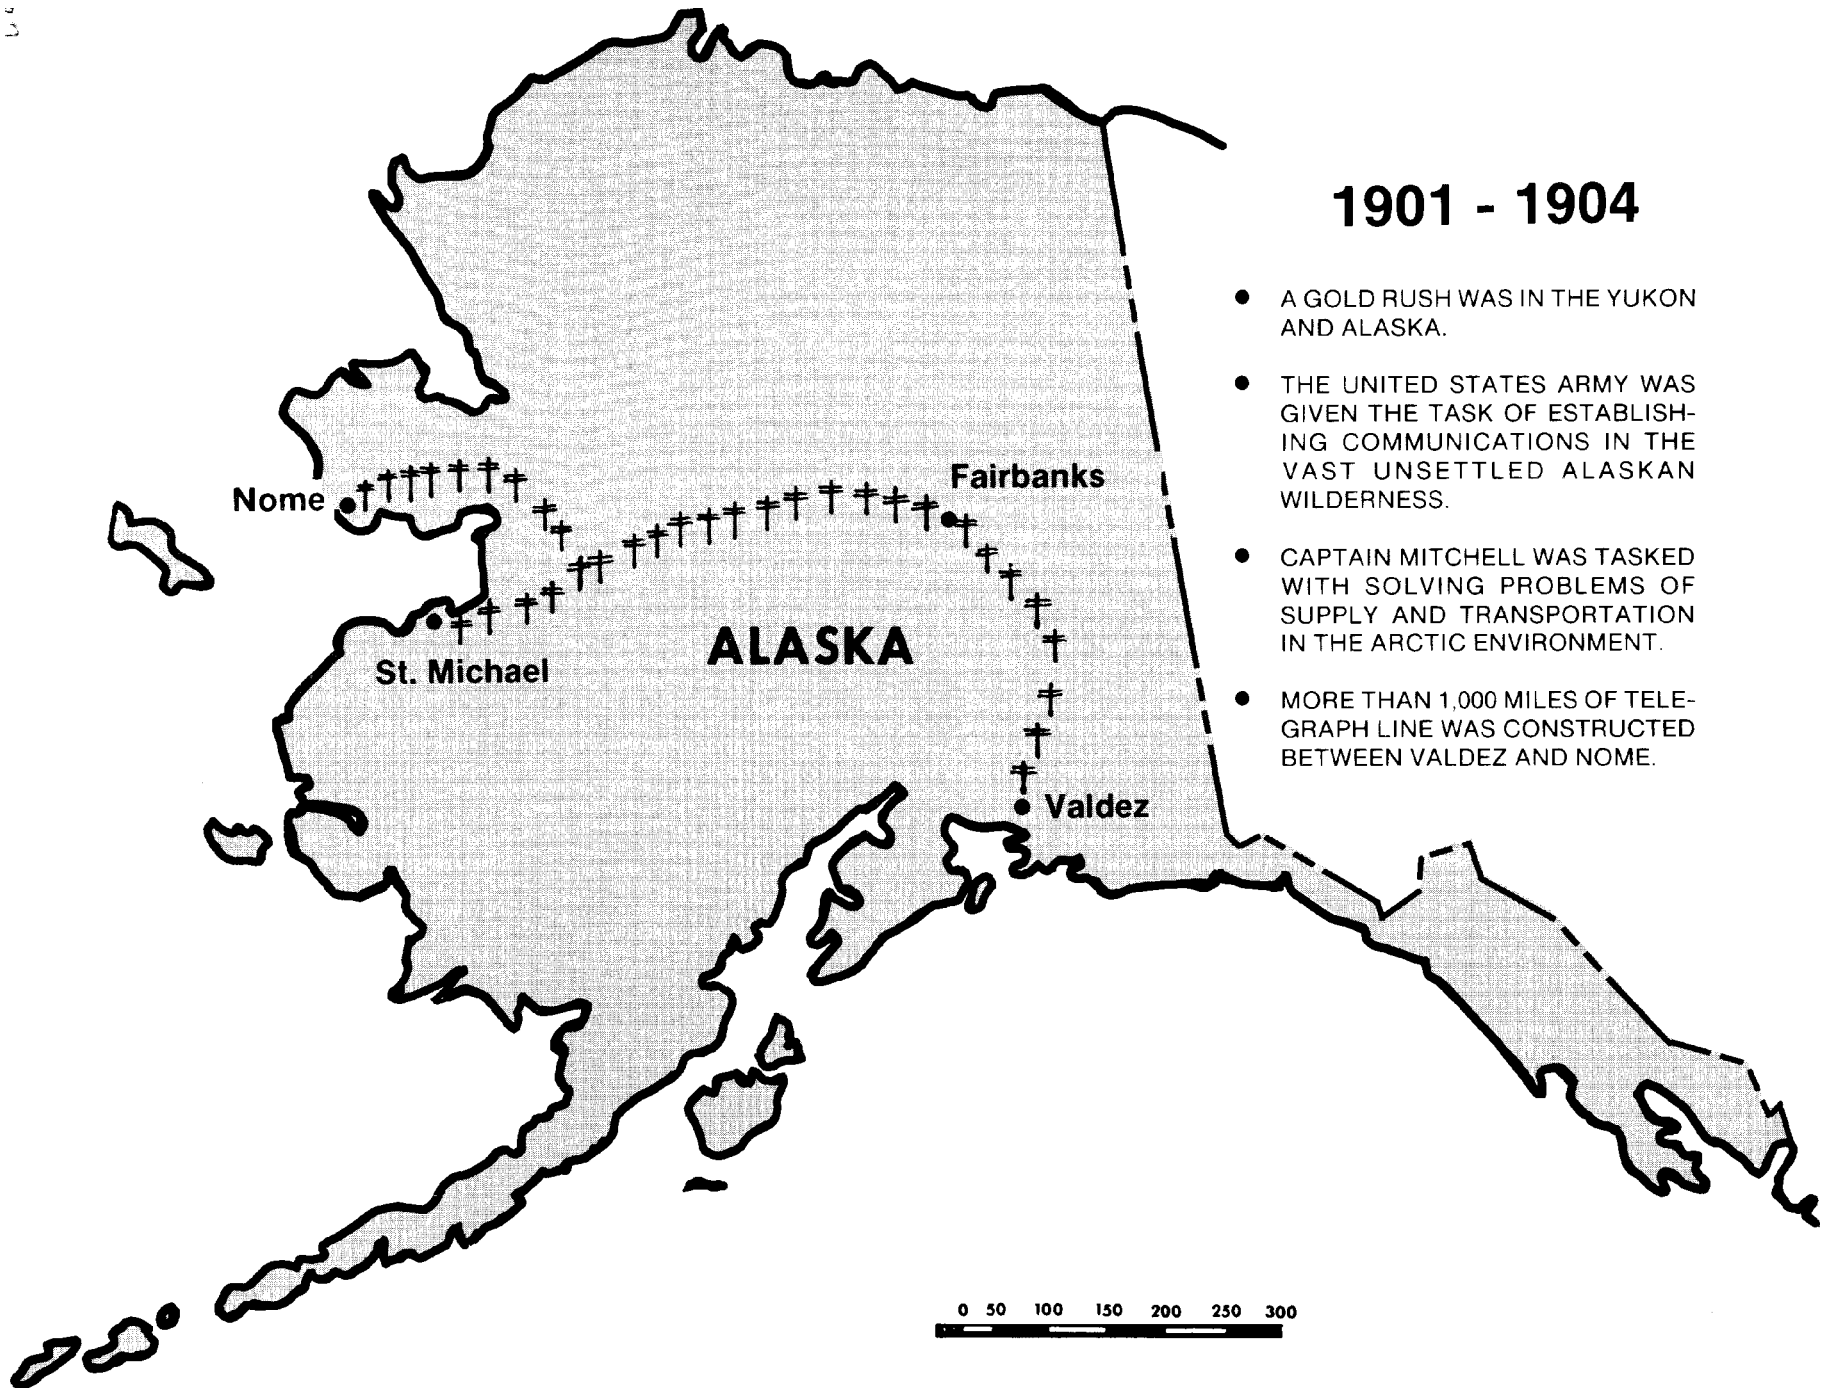 1901 - 1904
● A GOLD RUSH WAS IN THE YUKON
AND ALASKA.
● THE UNITED STATES ARMY WAS
GIVEN THE TASK OF ESTABLISH-
ING COMMUNICATIONS IN THE
VAST UNSETTLED ALASKAN
WILDERNESS.
● CAPTAIN MITCHELL WAS TASKED
WITH SOLVING PROBLEMS OF
SUPPLY AND TRANSPORTATION
IN THE ARCTIC ENVIRONMENT.
● MORE THAN 1,000 MILES OF TELE-
GRAPH LINE WAS CONSTRUCTED
BETWEEN VALDEZ AND NOME.
Fairbanks
Nome
ALASKA
St. Michael
Valdez
0 50 100 150 200 250 300